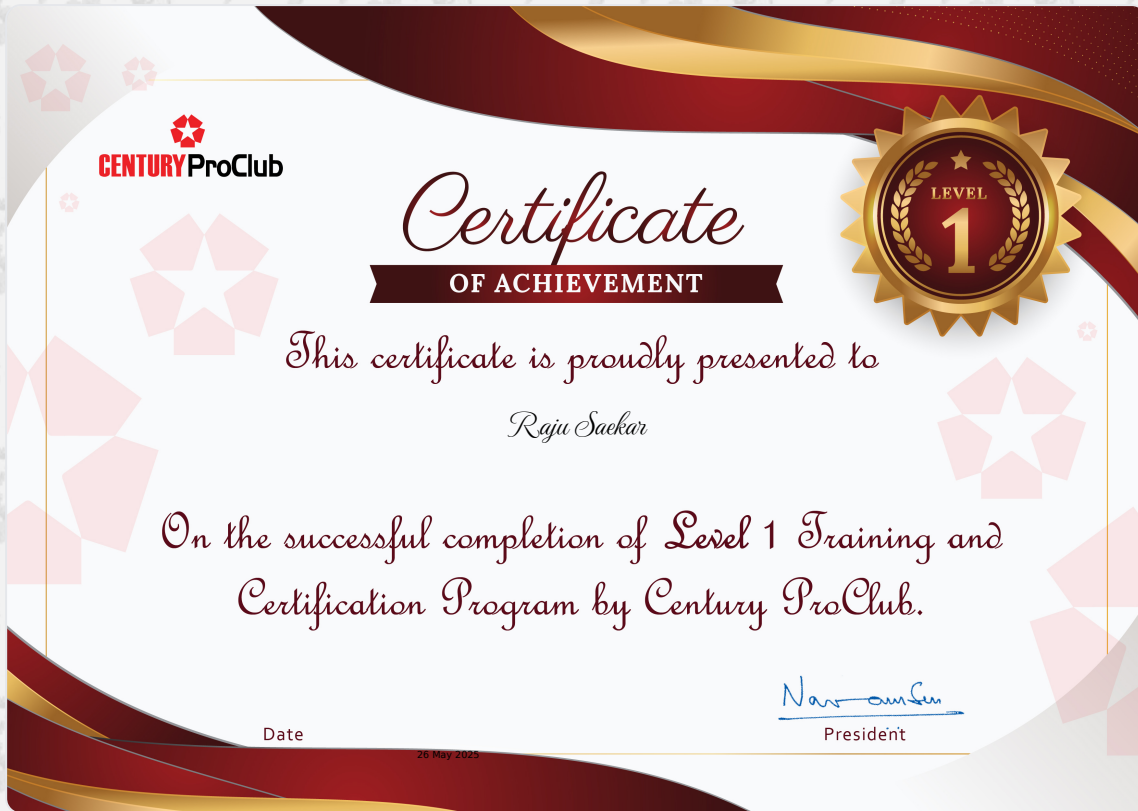 CENTURY ProClub
LEVEL
1
Certificate
OF ACHIEVEMENT
This certificate is proudly presented to
Raju Saekar
On the successful completion of Level 1 Training and
Certification Program by Century ProClub.
Date
President
26 May 2025